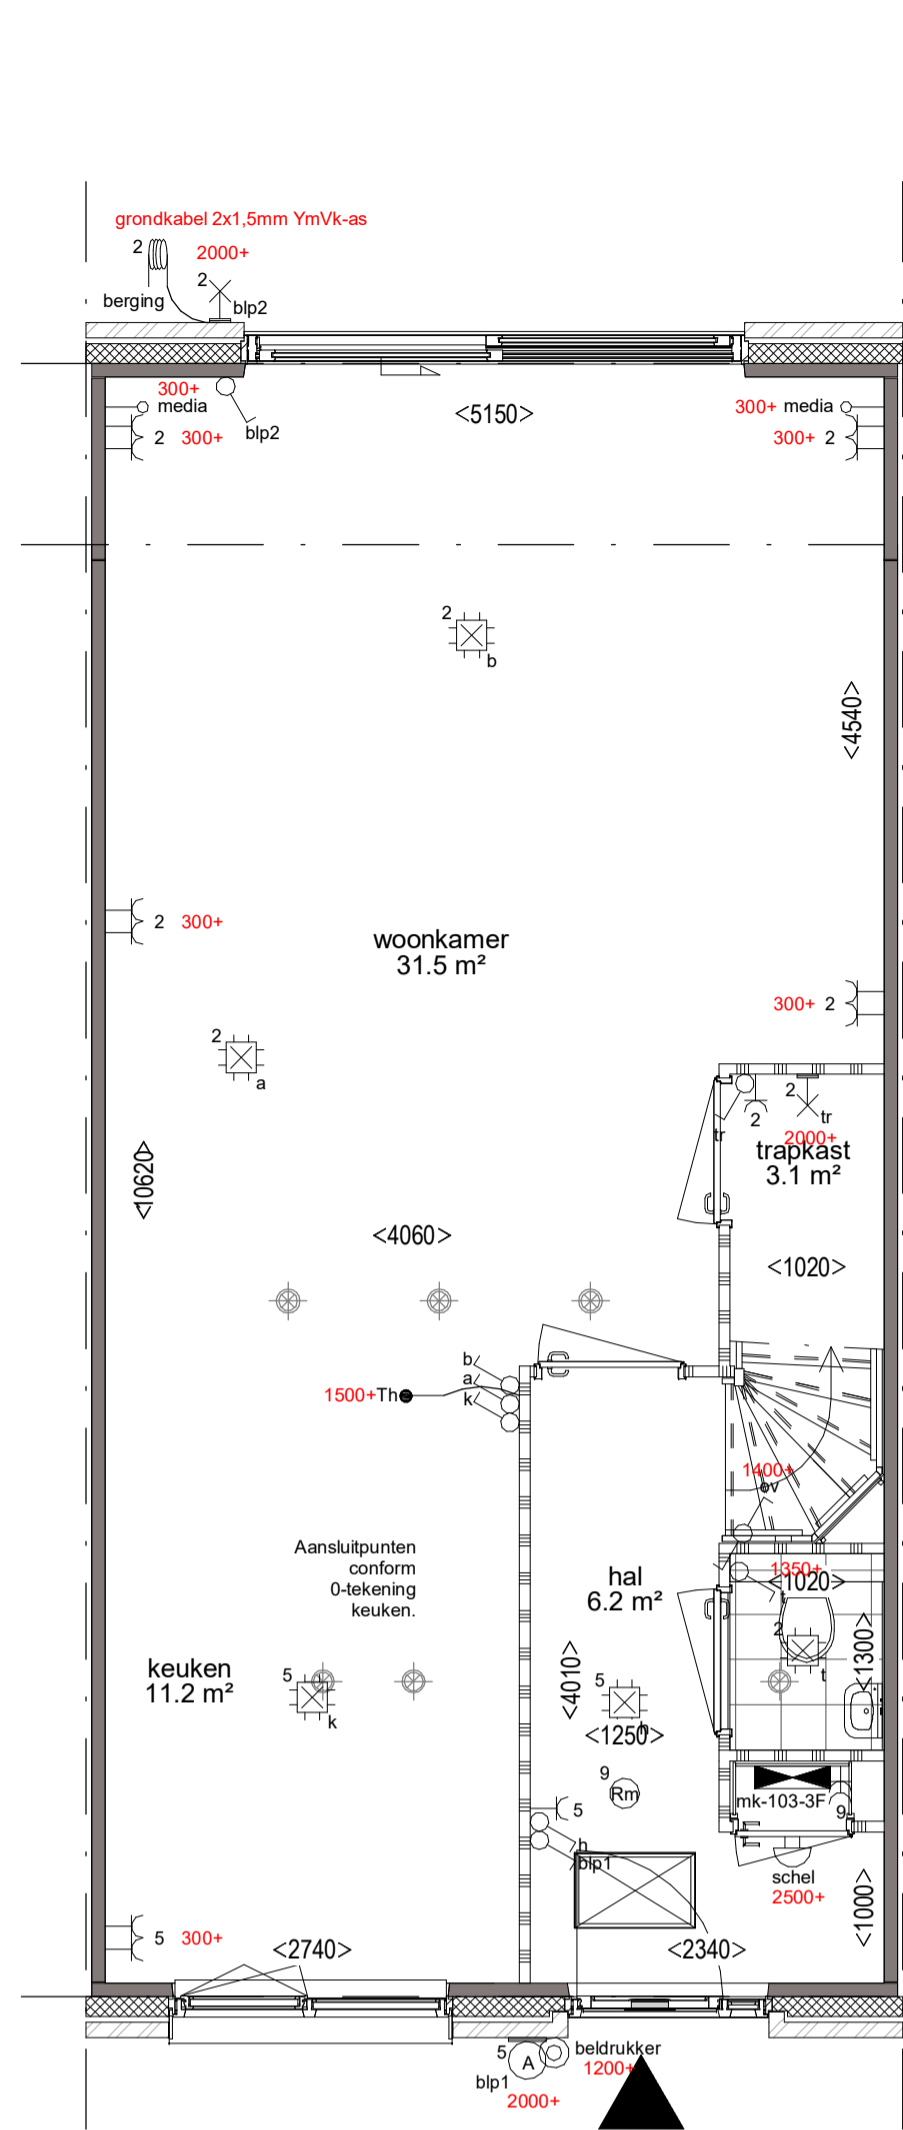 grondkabel 2x1,5mm YmVk-as
2
2000+
2
berging
blp2
300+
media
2 300+
blp2
<5150>
300+ media
300+ 2
2
b
<4540>
2 300+
woonkamer
31.5 m²
300+ 2
2
a
2
tr
2
tr
2000+
trapkast
3.1 m²
<10620>
<4060>
<1020>
b
a
k
1500+Th
1400+
v
Aansluitpunten
conform
0-tekening
keuken.
hal
6.2 m²
1350+
<1020>
t
2
t
<1300>
keuken
11.2 m²
5
k
<4010>
5
h
<1250>
9
Rm
mk-103-3F
9
5
h
blp1
schel
2500+
<1000>
5 300+
<2740>
<2340>
5
A
blp1
2000+
beldrukker
1200+